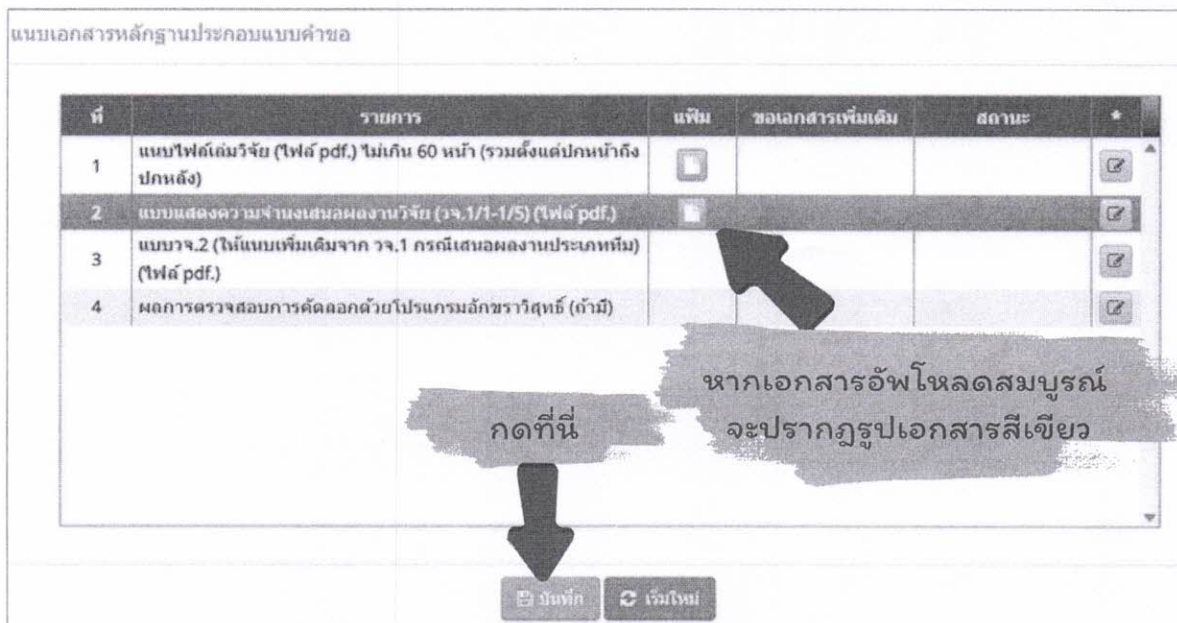 แนบเอกสารหลักฐานประกอบแบบคำขอ
ที่ รายการ แฟ้ม ขอเอกสารเพิ่มเติม สถานะ *
1 แนบไฟล์เล่มวิจัย (ไฟล์ pdf.) ไม่เกิน 60 หน้า (รวมตั้งแต่ปกหน้าถึง
ปกหลัง)
2 แบบแสดงความจำนงเสนอผลงานวิจัย (วจ.1/1-1/5) (ไฟล์ pdf.)
แบบวจ.2 (ให้แนบเพิ่มเติมจาก วจ.1 กรณีเสนอผลงานประเภททีม)
3 (ไฟล์ pdf.)
4 ผลการตรวจสอบการคัดลอกด้วยโปรแกรมอักขราวิสุทธิ์ (ถ้ามี)
หากเอกสารอัพโหลดสมบูรณ์
จะปรากฎรูปเอกสารสีเขียว
กดที่นี่
บันทึก เริ่มใหม่